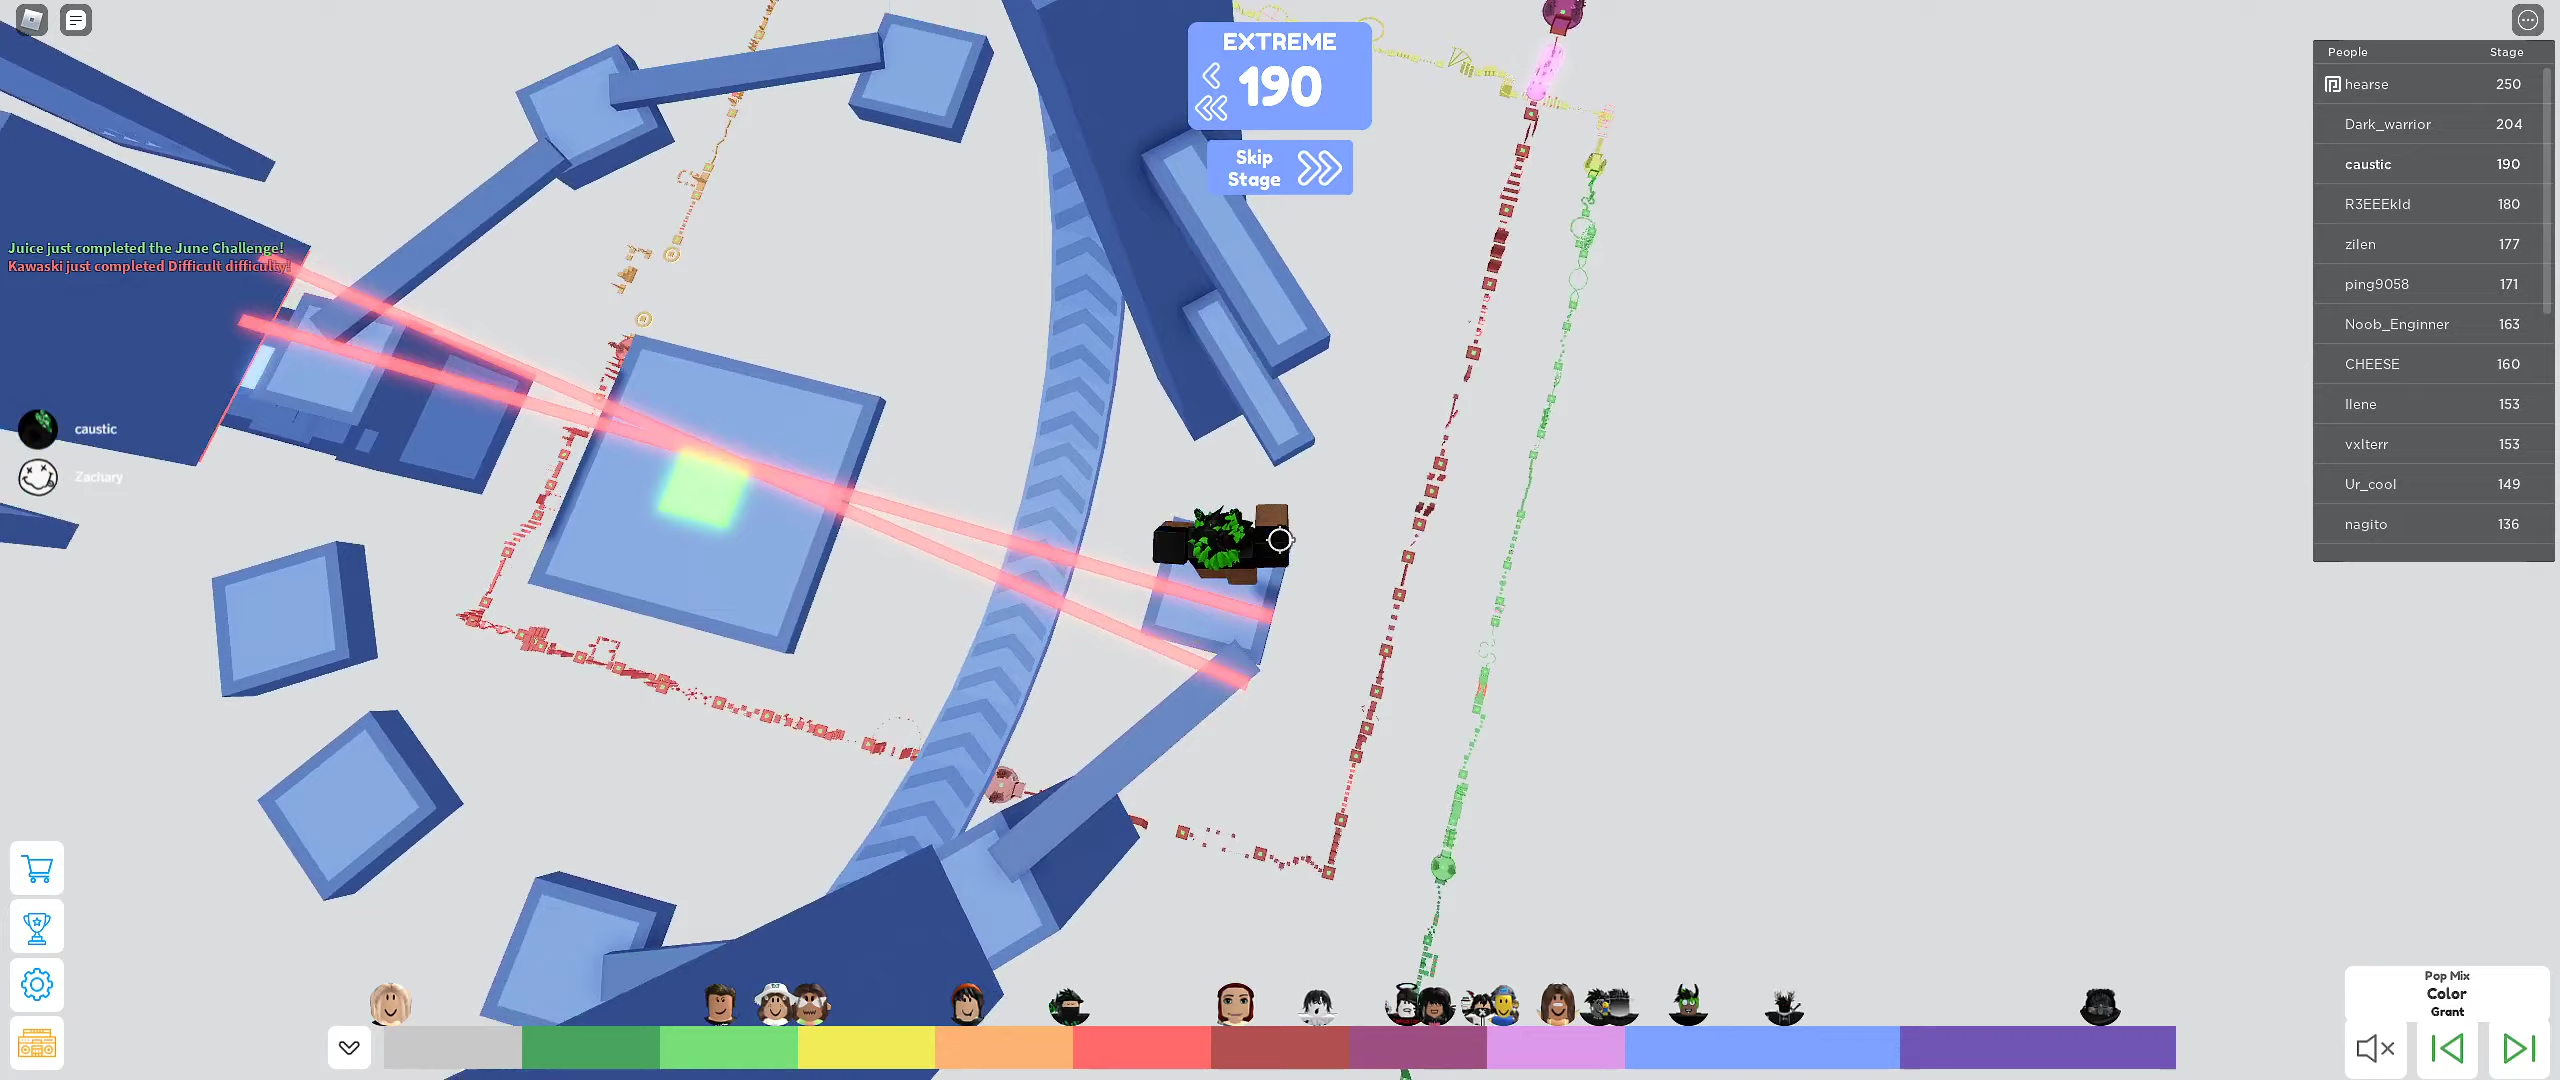 EXTREME
190
Skip
Stage
People Stage
hearse 250
Dark_warrior 204
caustic 190
R3EEEkId 180
zilen 177
ping9058 171
Noob_Enginner 163
CHEESE 160
Ilene 153
vxlterr 153
Ur_cool 149
nagito 136
Juice just completed the June Challenge!
Kawaski just completed Difficult difficulty!
caustic
Zachary
Pop Mix
Color
Grant